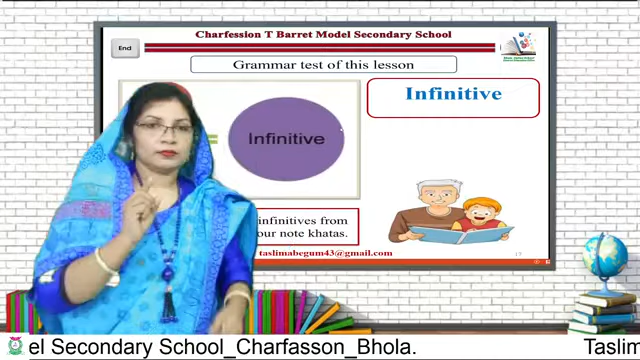 Charfession T Barret Model Secondary School
End
Grammar test of this lesson
Infinitive
Infinitive
infinitives from
our note khatas.
taslimabegum43@gmail.com
17
el Secondary School_Charfasson_Bhola.
Taslim